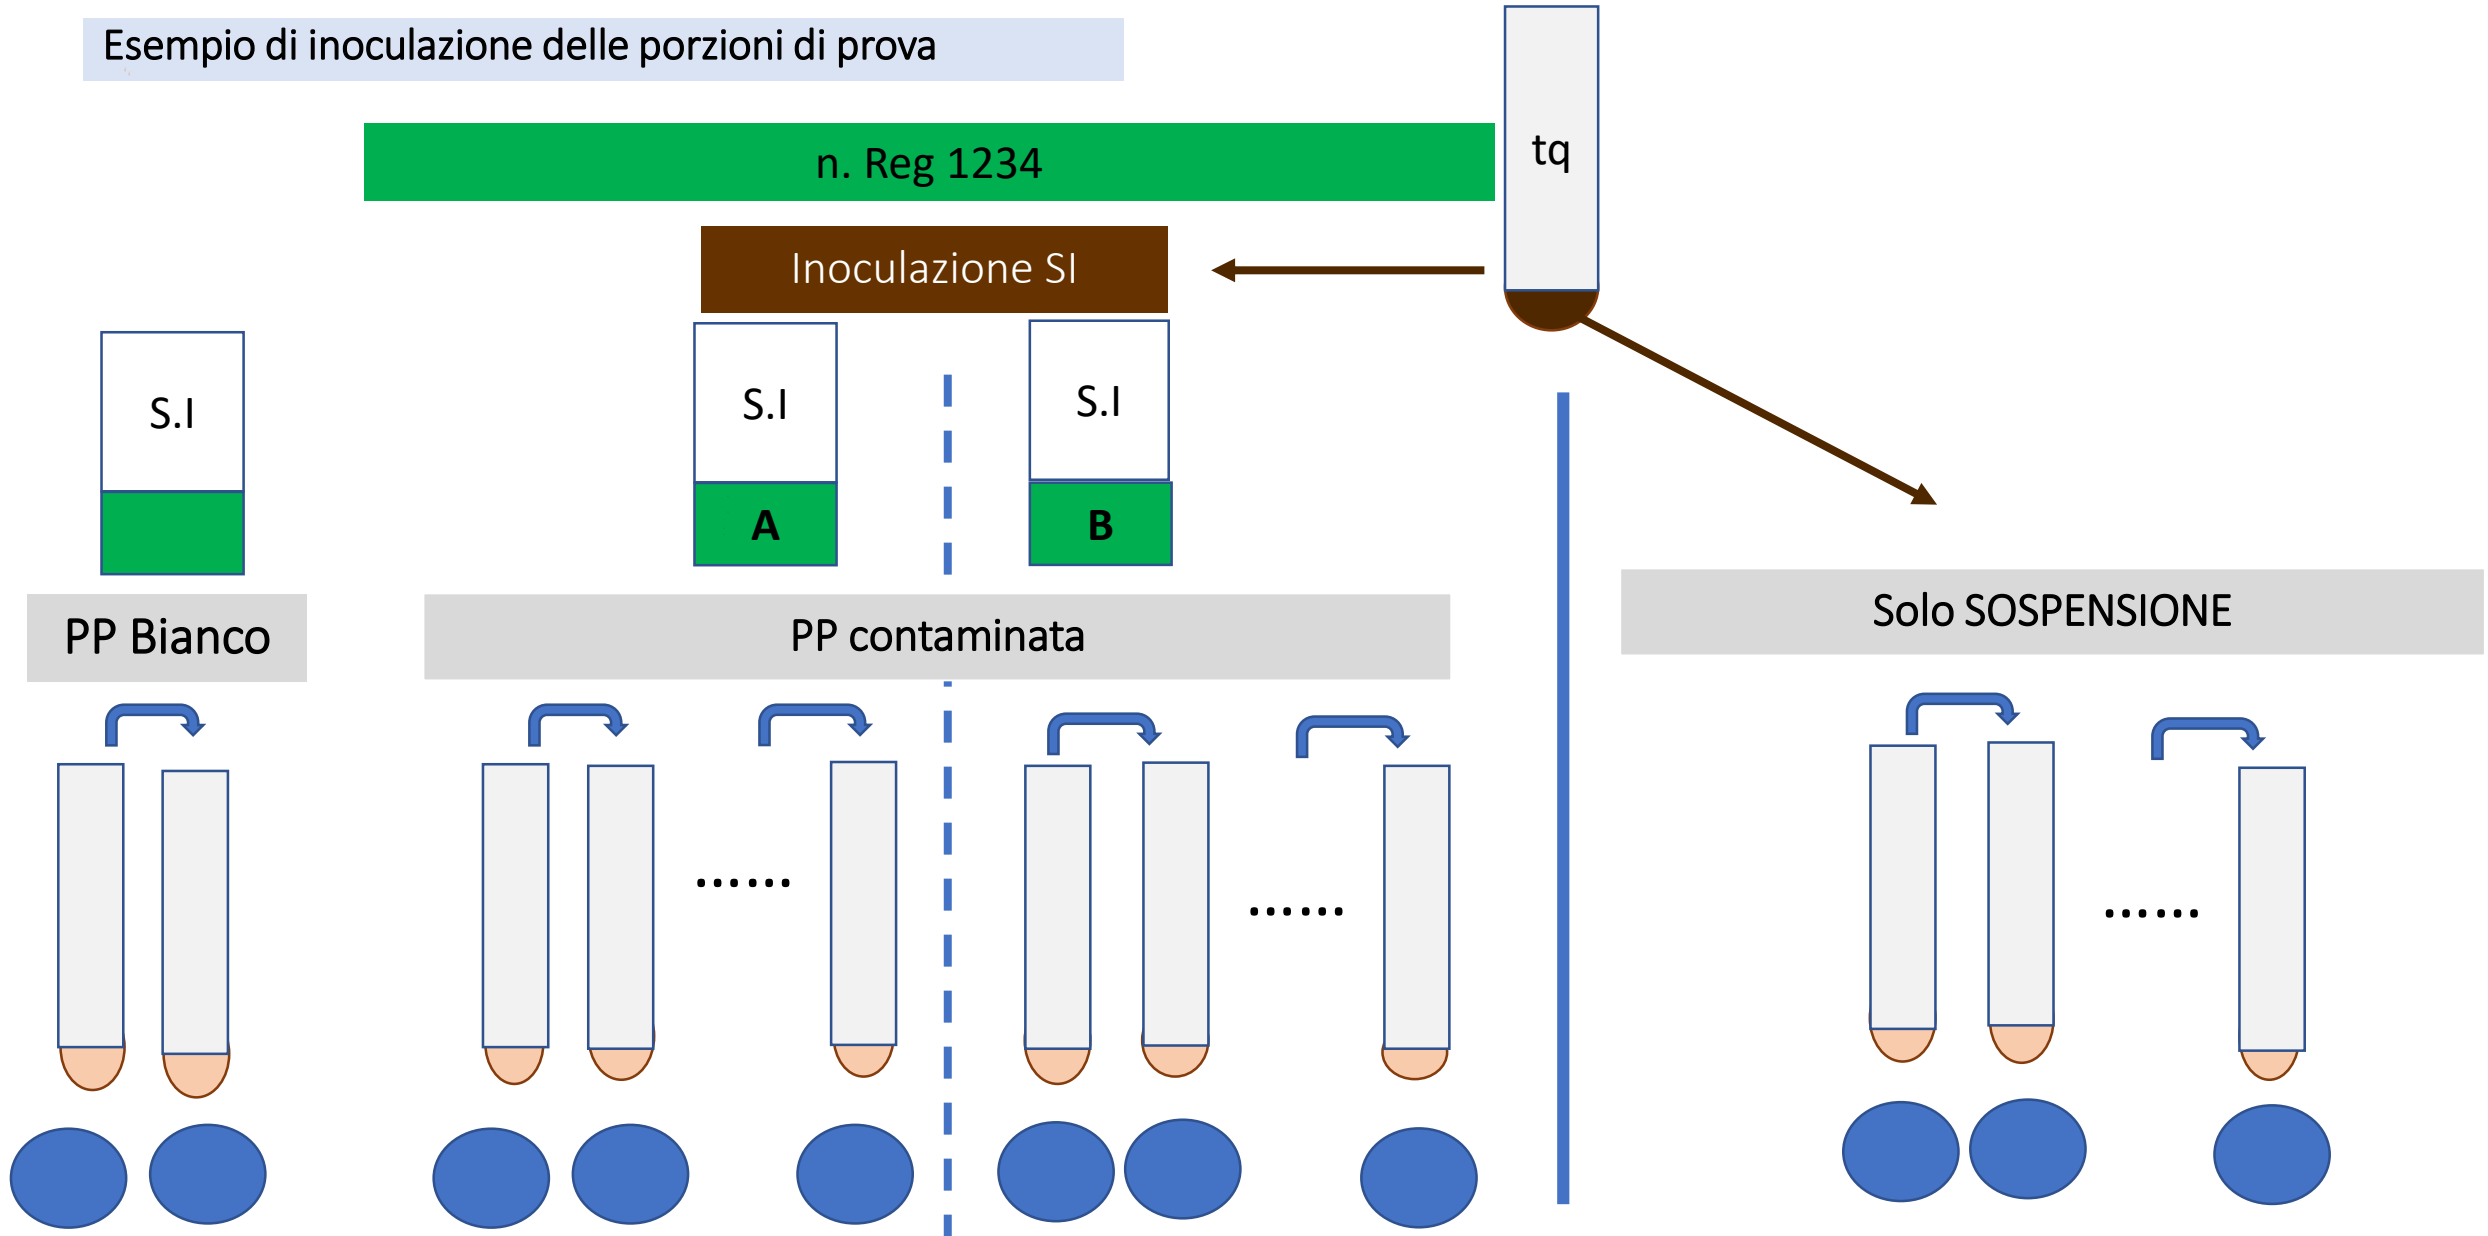 Esempio di inoculazione delle porzioni di prova
n. Reg 1234
tq
Inoculazione SI
S.I
S.I
S.I
A
B
PP Bianco
PP contaminata
Solo SOSPENSIONE
......
......
......